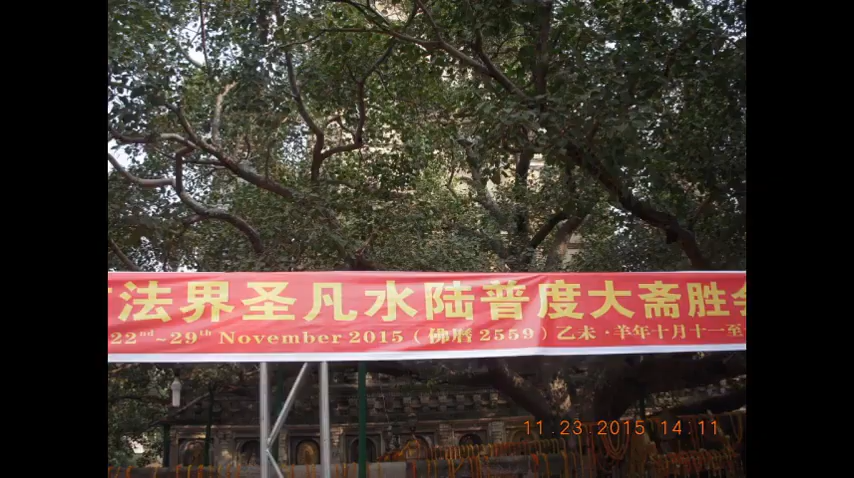 法界圣凡水陆普度大斋胜
22nd~29th November 2015 ( 佛曆 2559 ) 乙未 · 羊年十月十一至
11.23.2015 14:11